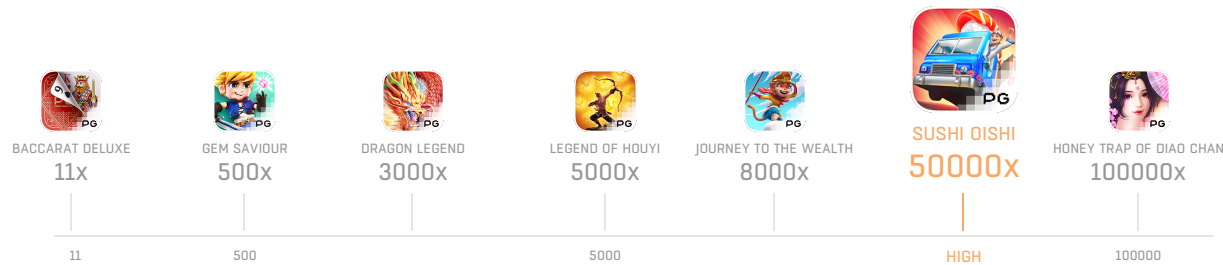 PG
PG
PG
PG
PG
PG
PG
BACCARAT DELUXE
11x
GEM SAVIOUR
500x
DRAGON LEGEND
3000x
LEGEND OF HOUYI
5000x
JOURNEY TO THE WEALTH
8000x
SUSHI OISHI
50000x
HONEY TRAP OF DIAO CHAN
100000x
11
500
5000
HIGH
100000